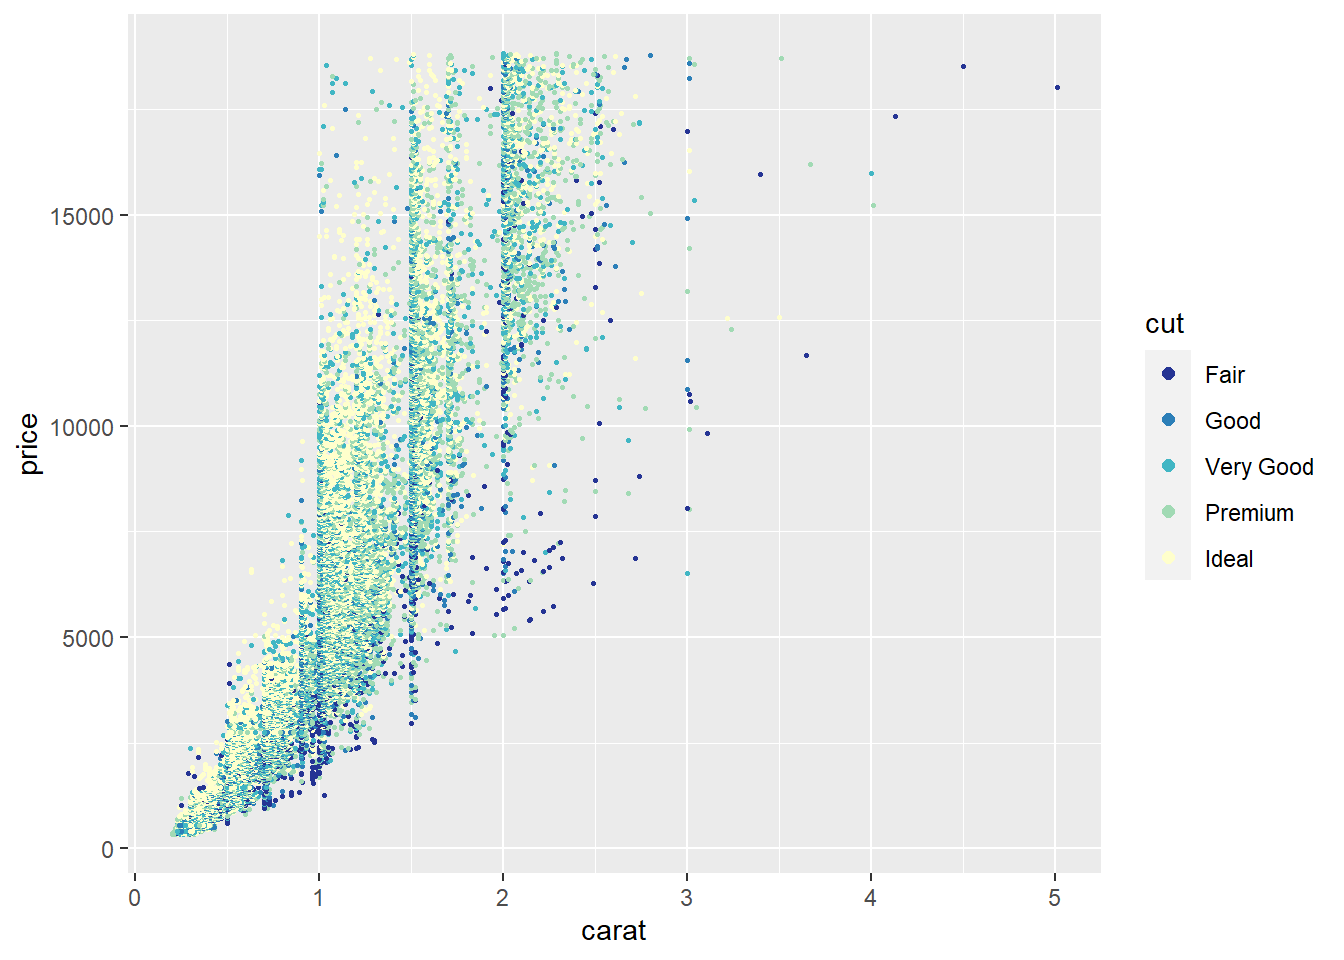 15000
10000
5000
0
0 1 2 3 4 5
carat
price
cut
Fair
Good
Very Good
Premium
Ideal